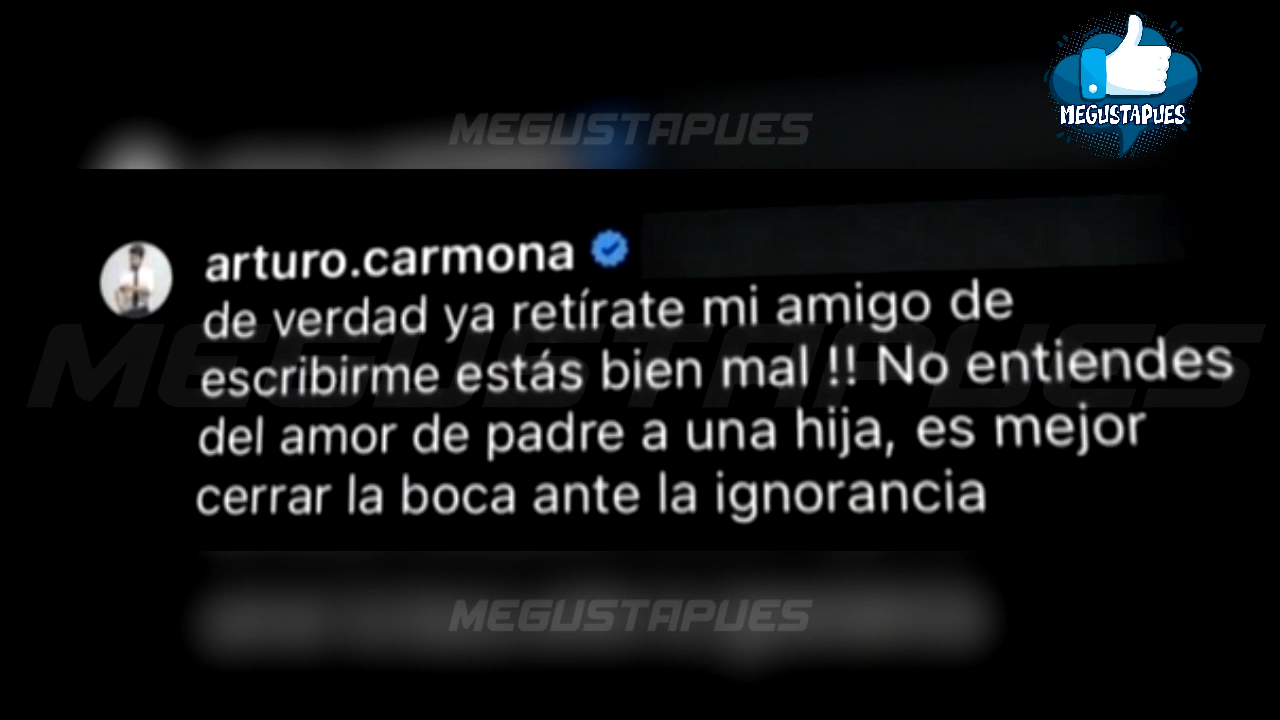 MEGUSTAPUES
MEGUSTAPUES
arturo.carmona
de verdad ya retírate mi amigo de
escribirme estás bien mal !! No entiendes
del amor de padre a una hija, es mejor
cerrar la boca ante la ignorancia
MEGUSTAPUES
MEGUSTAPUES